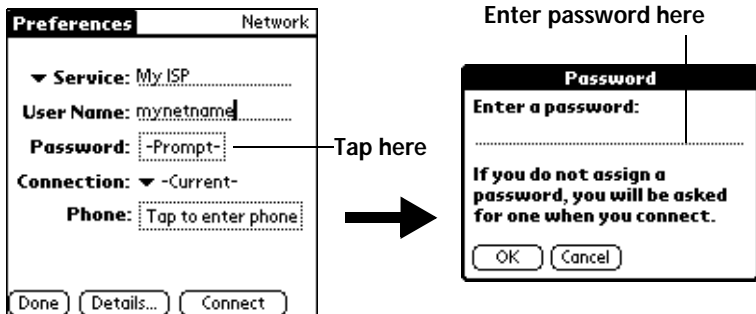 Preferences Network
▼ Service: My ISP
User Name: mynetname
Password: -Prompt-
Connection: ▼ -Current-
Phone: Tap to enter phone
Done Details... Connect
Tap here
Enter password here
Password
Enter a password:
If you do not assign a
password, you will be asked
for one when you connect.
OK Cancel